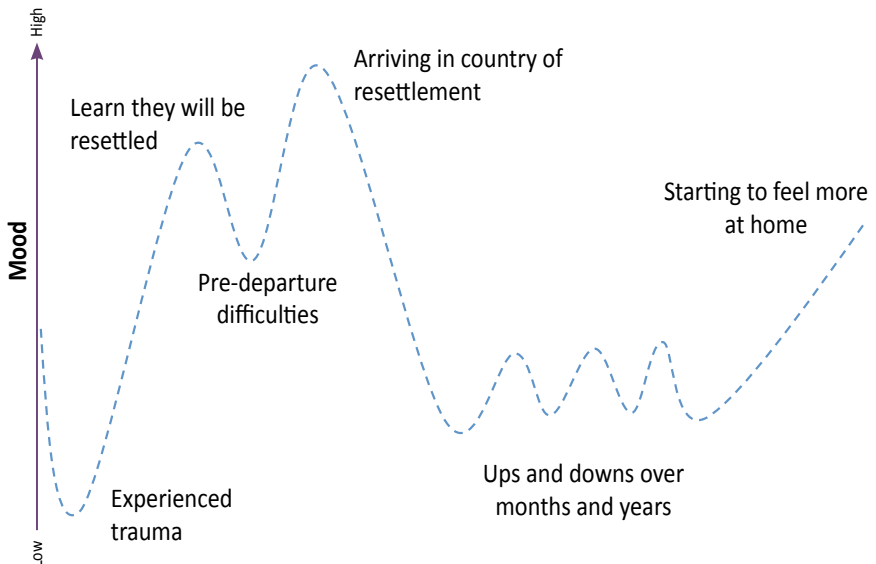 High
Arriving in country of
resettlement
Learn they will be
resettled
Starting to feel more
at home
Mood
Pre-departure
difficulties
Ups and downs over
months and years
Experienced
trauma
Low